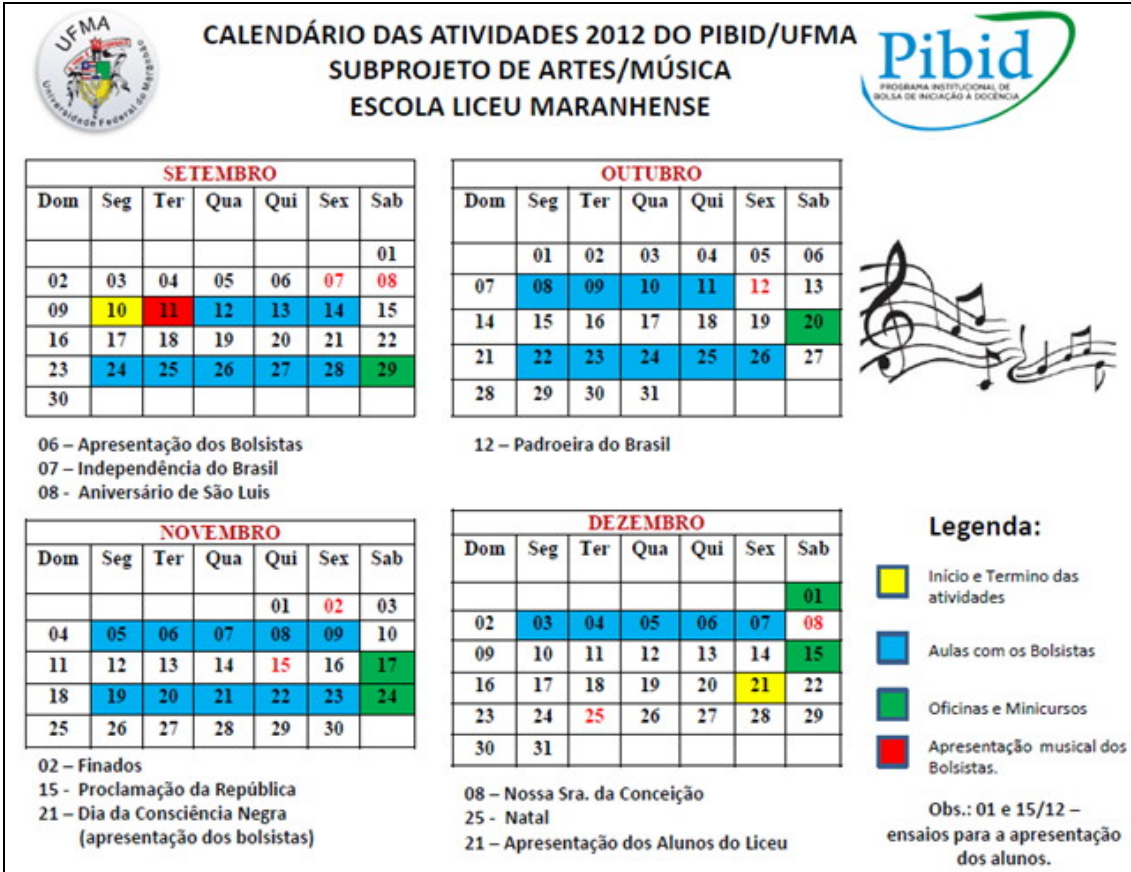 UFMA
Universidade Federal do Maranhão
CALENDÁRIO DAS ATIVIDADES 2012 DO PIBID/UFMA
SUBPROJETO DE ARTES/MÚSICA
ESCOLA LICEU MARANHENSE
Pibid
PROGRAMA INSTITUCIONAL DE
BOLSA DE INICIAÇÃO À DOCÊNCIA
SETEMBRO
Dom Seg Ter Qua Qui Sex Sab
01
02 03 04 05 06 07 08
09 10 11 12 13 14 15
16 17 18 19 20 21 22
23 24 25 26 27 28 29
30
06 – Apresentação dos Bolsistas
07 – Independência do Brasil
08 - Aniversário de São Luis
OUTUBRO
Dom Seg Ter Qua Qui Sex Sab
01 02 03 04 05 06
07 08 09 10 11 12 13
14 15 16 17 18 19 20
21 22 23 24 25 26 27
28 29 30 31
12 – Padroeira do Brasil
NOVEMBRO
Dom Seg Ter Qua Qui Sex Sab
01 02 03
04 05 06 07 08 09 10
11 12 13 14 15 16 17
18 19 20 21 22 23 24
25 26 27 28 29 30
02 – Finados
15 - Proclamação da República
21 – Dia da Consciência Negra
(apresentação dos bolsistas)
DEZEMBRO
Dom Seg Ter Qua Qui Sex Sab
01
02 03 04 05 06 07 08
09 10 11 12 13 14 15
16 17 18 19 20 21 22
23 24 25 26 27 28 29
30 31
08 – Nossa Sra. da Conceição
25 - Natal
21 – Apresentação dos Alunos do Liceu
Legenda:
Início e Termino das
atividades
Aulas com os Bolsistas
Oficinas e Minicursos
Apresentação musical dos
Bolsistas.
Obs.: 01 e 15/12 –
ensaios para a apresentação
dos alunos.